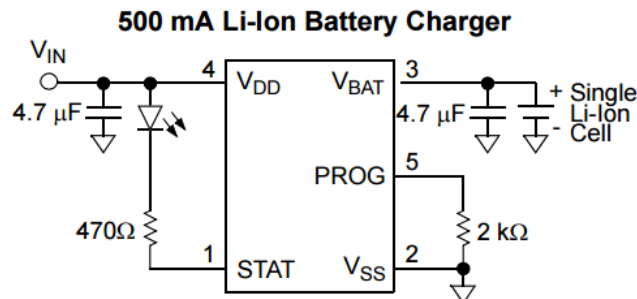 500 mA Li-Ion Battery Charger
VIN
4 VDD VBAT 3
4.7 μF 4.7 μF + Single
Li-Ion
- Cell
PROG 5
470Ω 2 kΩ
1 STAT VSS 2